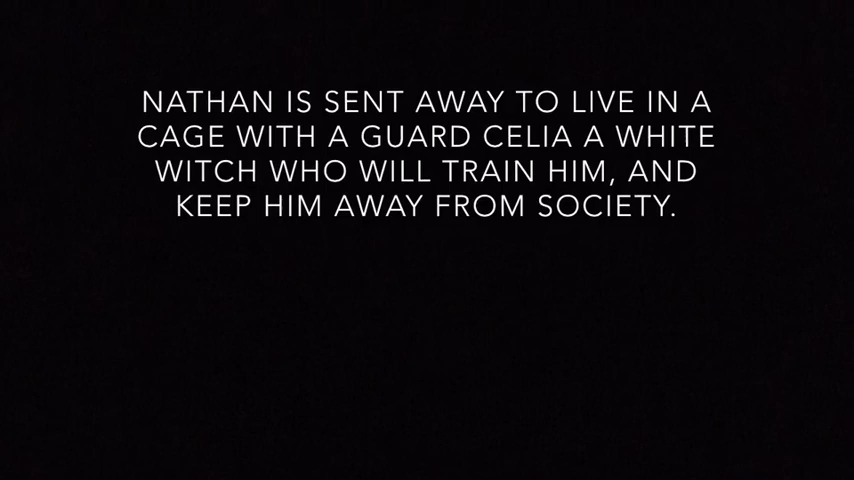 NATHAN IS SENT AWAY TO LIVE IN A
CAGE WITH A GUARD CELIA A WHITE
WITCH WHO WILL TRAIN HIM, AND
KEEP HIM AWAY FROM SOCIETY.